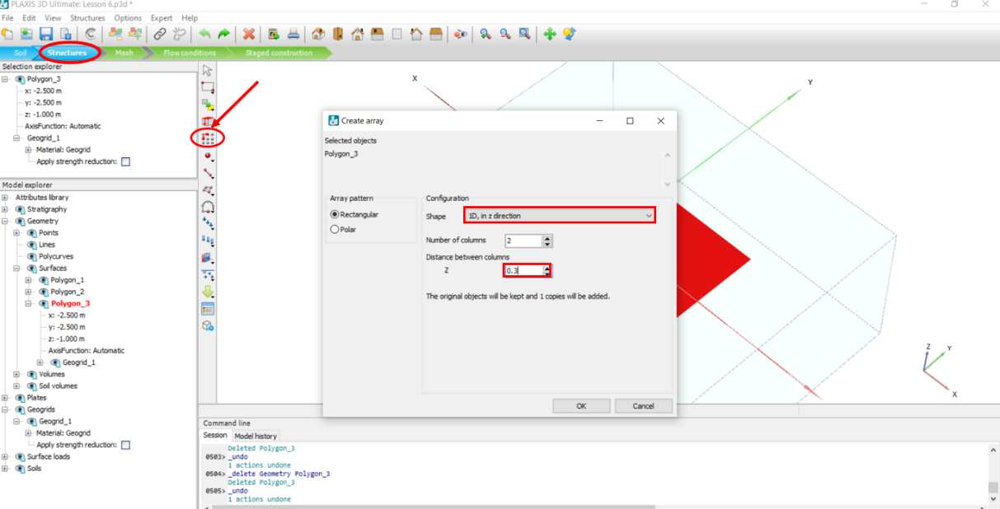 PLAXIS 3D Ultimate: Lesson 6.p3d *
File Edit View Structures Options Expert Help
Soil Structures Mesh Flow conditions Staged construction
Selection explorer
Polygon_3
x: -2.500 m
y: -2.500 m
z: -1.000 m
AxisFunction: Automatic
Geogrid_1
Material: Geogrid
Apply strength reduction:
Model explorer
Attributes library
Stratigraphy
Geometry
Points
Lines
Polycurves
Surfaces
Polygon_1
Polygon_2
Polygon_3
x: -2.500 m
y: -2.500 m
z: -1.000 m
AxisFunction: Automatic
Geogrid_1
Volumes
Soil volumes
Plates
Geogrids
Geogrid_1
Material: Geogrid
Apply strength reduction:
Surface loads
Soils
X
Y
Create array
Selected objects
Polygon_3
Array pattern
Rectangular
Polar
Configuration
Shape 1D, in z direction
Number of columns 2
Distance between columns
Z 0.3
The original objects will be kept and 1 copies will be added.
OK Cancel
Z
Y
X
Command line
Session Model history
Deleted Polygon_3
0503> _undo
1 actions undone
0504> _delete Geometry Polygon_3
Deleted Polygon_3
0505> _undo
1 actions undone